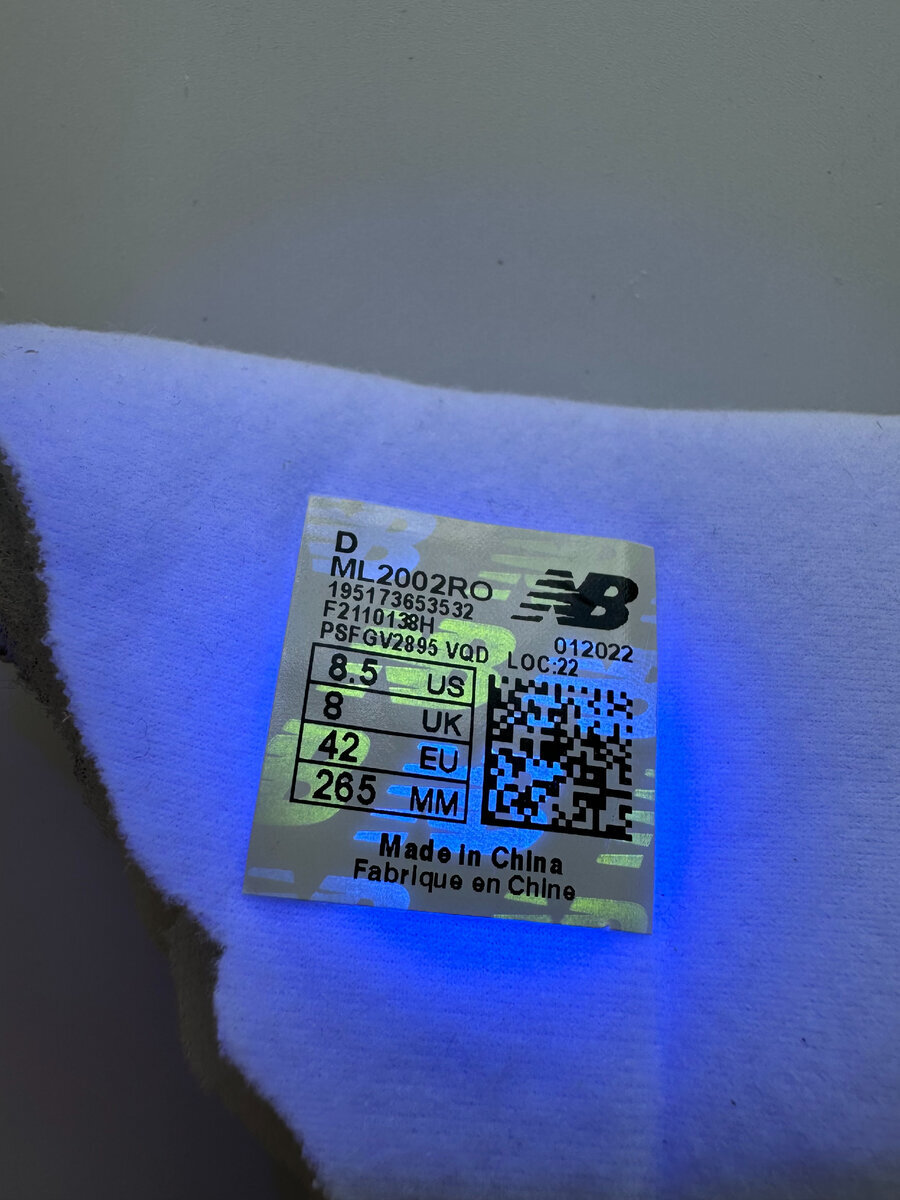 D
ML2002RO
195173653532
F2110138H
PSFGV2895 VQD
NB
012022
LOC:22
8.5 US
8 UK
42 EU
265 MM
Made in China
Fabrique en Chine